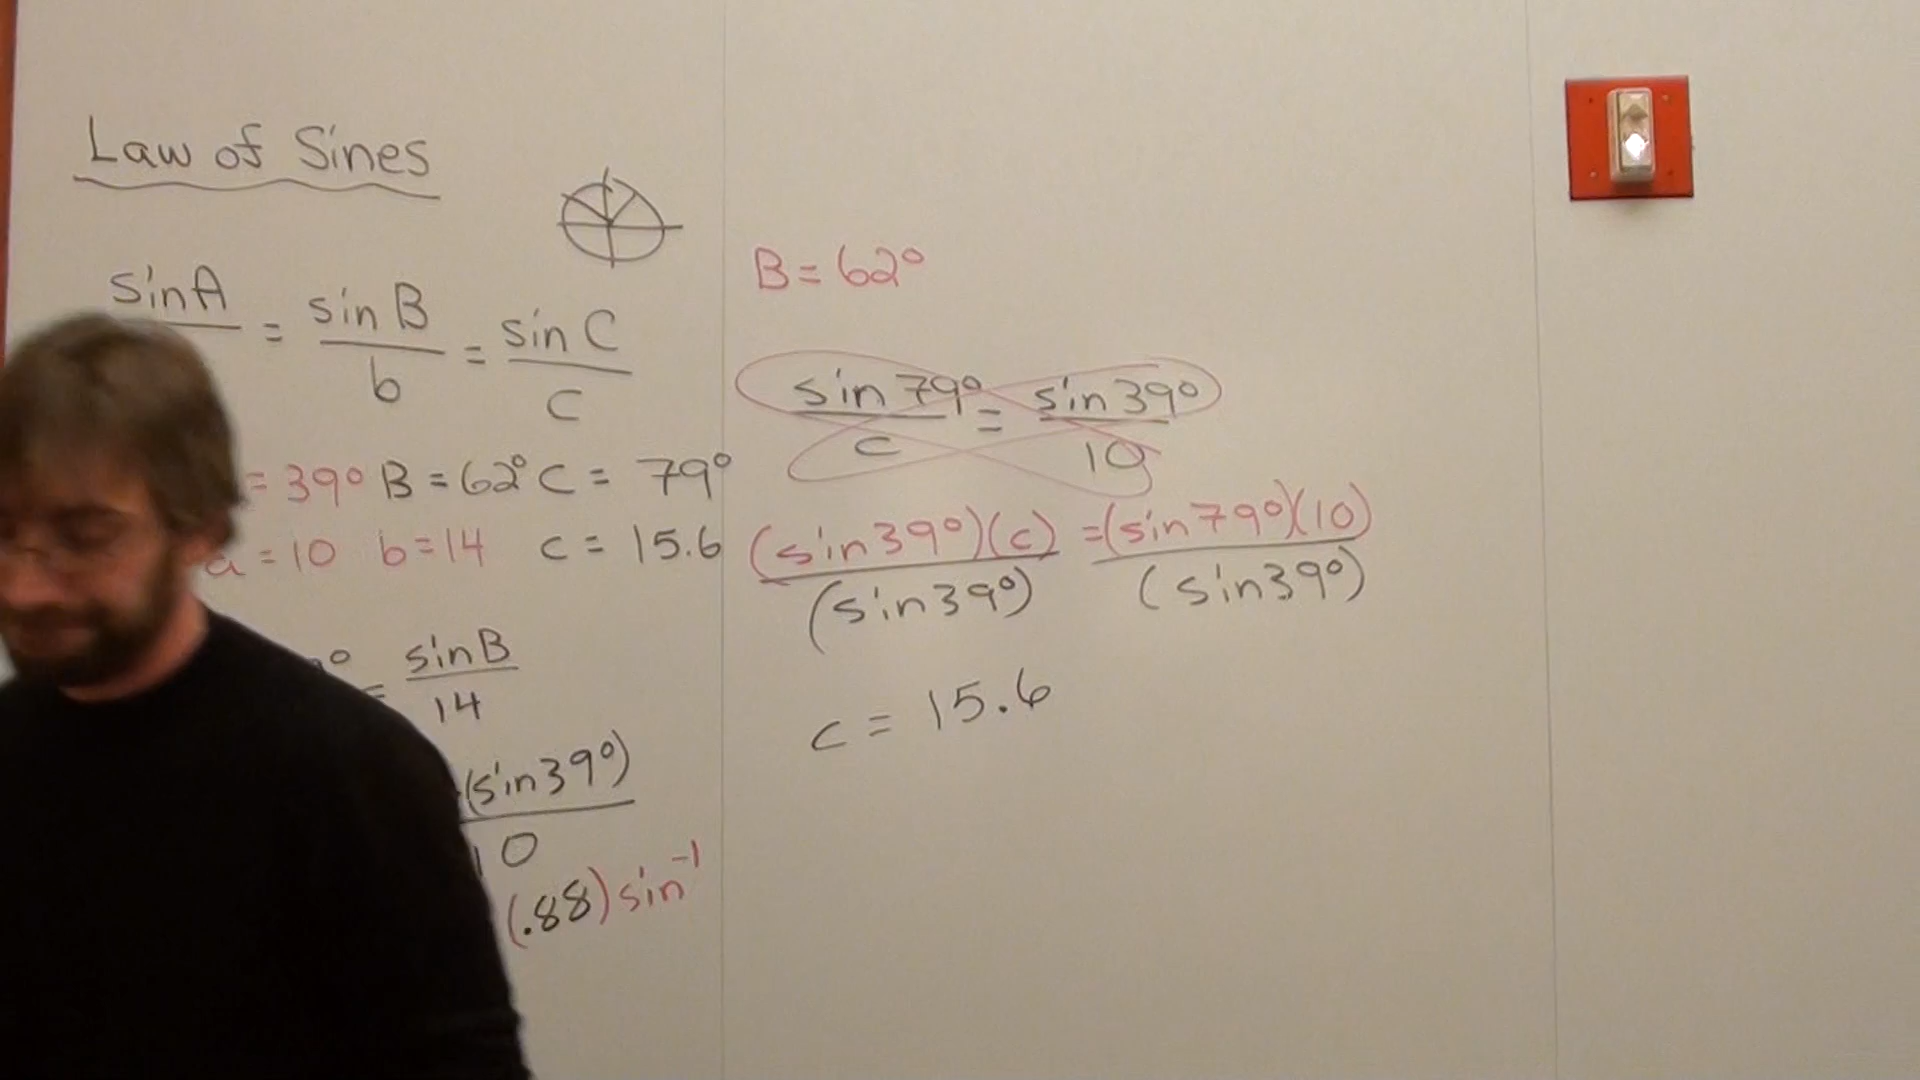 Law of Sines
sinA = sin B = sin C
b c
= 39° B = 62° C = 79°
a = 10 b = 14 c = 15.6
° = sinB
14
(sin39°)
10
(.88) sin⁻¹
B = 62°
sin 79° = sin 39°
c 10
(sin39°)(c) = (sin79°)(10)
(sin39°) (sin39°)
c = 15.6